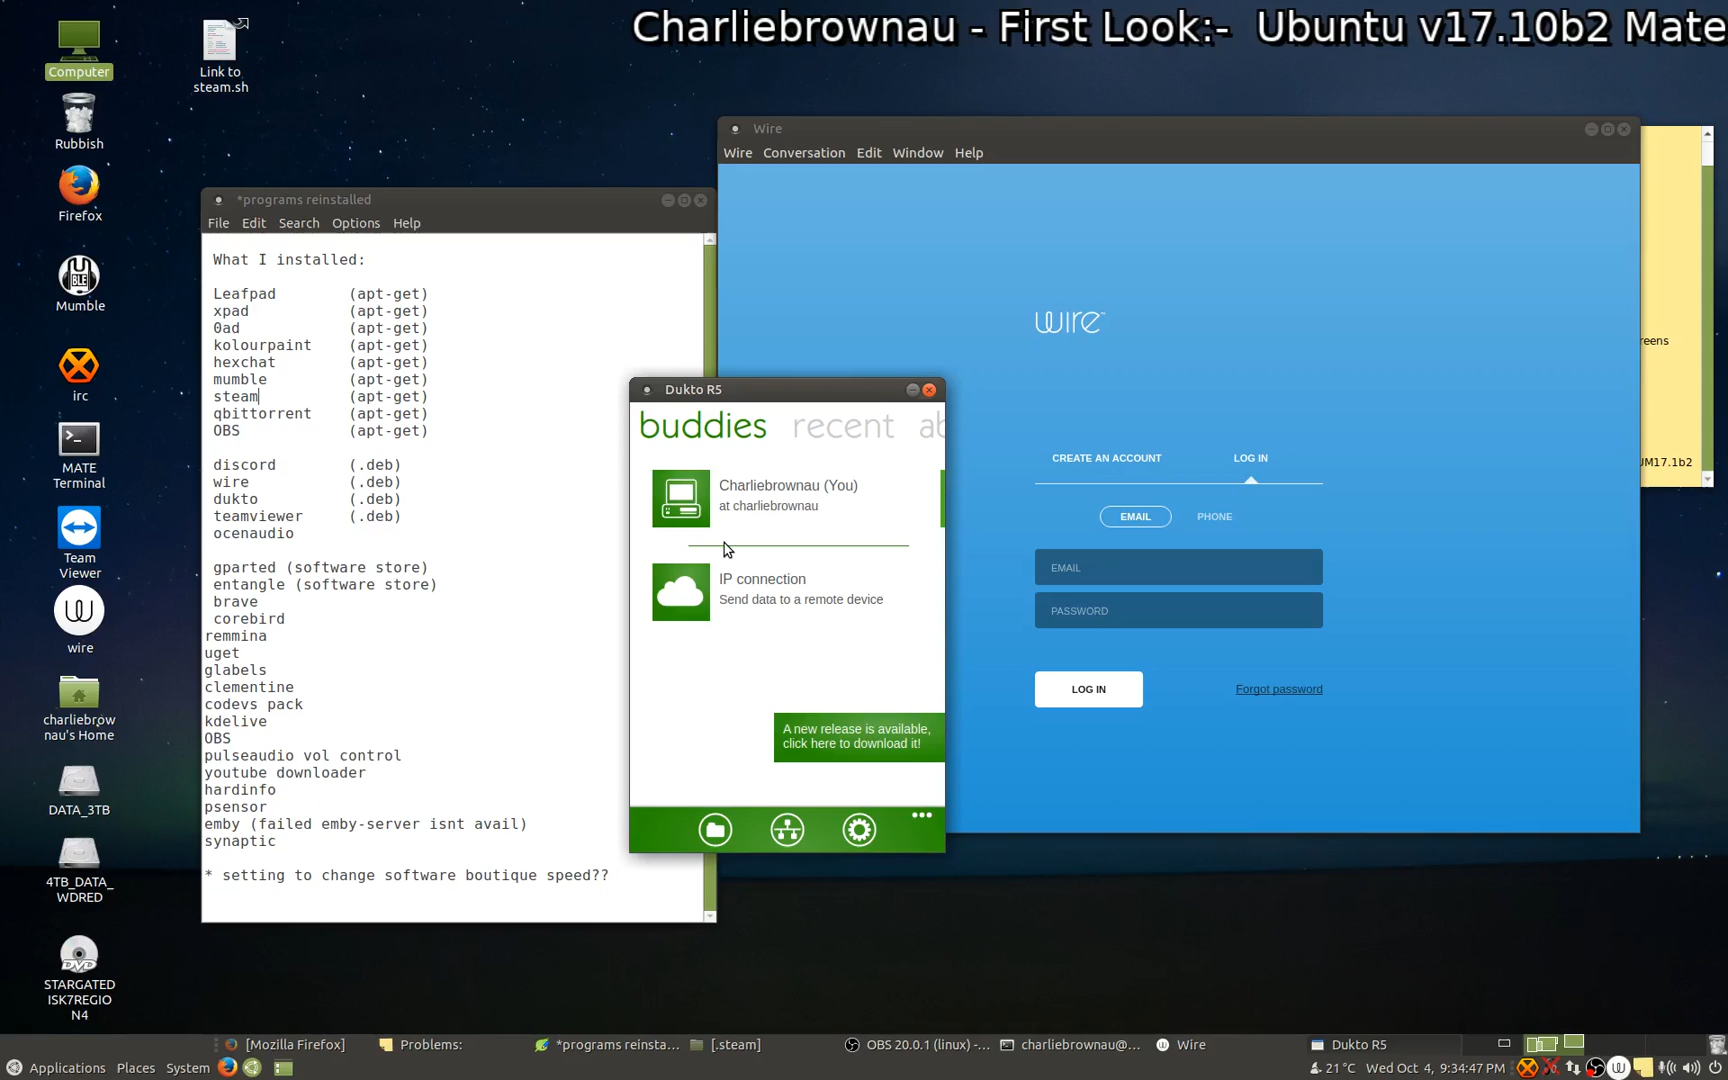 Charliebrownau - First Look:- Ubuntu v17.10b2 Mate
Computer
Link to
steam.sh
Rubbish
Firefox
Mumble
irc
MATE
Terminal
Team
Viewer
wire
charliebrow
nau's Home
DATA_3TB
4TB_DATA_
WDRED
STARGATED
ISK7REGIO
N4
*programs reinstalled
File Edit Search Options Help
What I installed:
Leafpad (apt-get)
xpad (apt-get)
0ad (apt-get)
kolourpaint (apt-get)
hexchat (apt-get)
mumble (apt-get)
steam (apt-get)
qbittorrent (apt-get)
OBS (apt-get)
discord (.deb)
wire (.deb)
dukto (.deb)
teamviewer (.deb)
ocenaudio
gparted (software store)
entangle (software store)
brave
corebird
remmina
uget
glabels
clementine
codevs pack
kdelive
OBS
pulseaudio vol control
youtube downloader
hardinfo
psensor
emby (failed emby-server isnt avail)
synaptic
* setting to change software boutique speed??
Wire
Wire Conversation Edit Window Help
wire
CREATE AN ACCOUNT LOG IN
EMAIL PHONE
EMAIL
PASSWORD
LOG IN Forgot password
reens
UM17.1b2
Dukto R5
buddies recent ab
Charliebrownau (You)
at charliebrownau
IP connection
Send data to a remote device
A new release is available,
click here to download it!
[Mozilla Firefox] Problems: *programs reinsta... [.steam] OBS 20.0.1 (linux) -... charliebrownau@... Wire Dukto R5
Applications Places System 21 °C Wed Oct 4, 9:34:47 PM